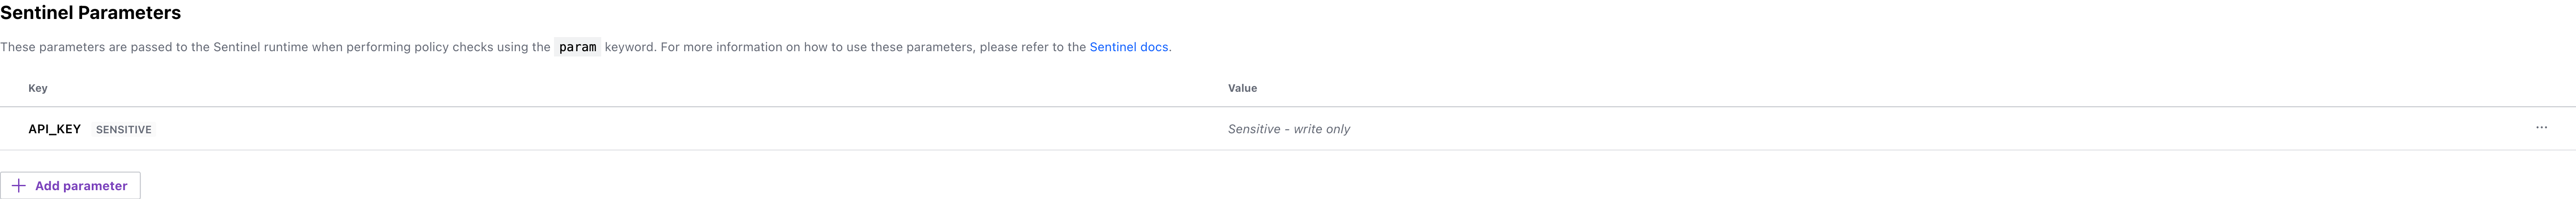 Sentinel Parameters
These parameters are passed to the Sentinel runtime when performing policy checks using the param keyword. For more information on how to use these parameters, please refer to the Sentinel docs.
Key Value
API_KEY SENSITIVE Sensitive - write only ...
+ Add parameter